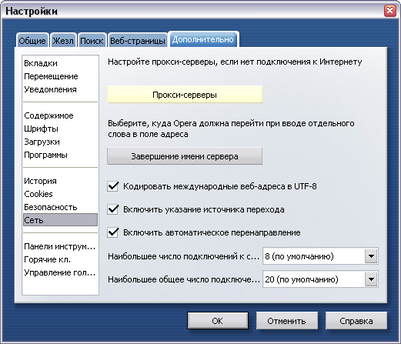 Настройки
Общие
Жезл
Поиск
Веб-страницы
Дополнительно
Вкладки
Перемещение
Уведомления
Содержимое
Шрифты
Загрузки
Программы
История
Cookies
Безопасность
Сеть
Панели инструм...
Горячие кл.
Управление гол...
Настройте прокси-серверы, если нет подключения к Интернету
Прокси-серверы
Выберите, куда Opera должна перейти при вводе отдельного
слова в поле адреса
Завершение имени сервера
Кодировать международные веб-адреса в UTF-8
Включить указание источника перехода
Включить автоматическое перенаправление
Наибольшее число подключений к с...
8 (по умолчанию)
Наибольшее общее число подключе...
20 (по умолчанию)
OK
Отменить
Справка